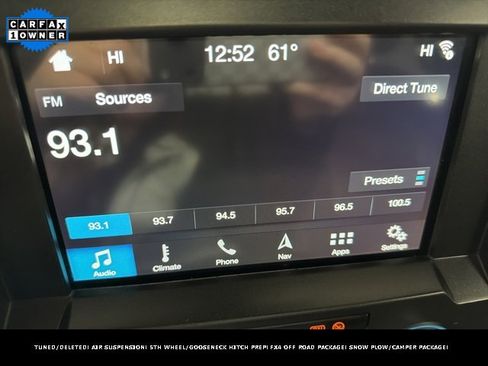 CARFAX
1 OWNER
HI 12:52 61° HI
FM Sources Direct Tune
93.1
Presets
93.1 93.7 94.5 95.7 96.5 100.5
Audio Climate Phone Nav Apps Settings
TUNED/DELETED! AIR SUSPENSION! 5TH WHEEL/GOOSENECK HITCH PREP! FX4 OFF ROAD PACKAGE! SNOW PLOW/CAMPER PACKAGE!